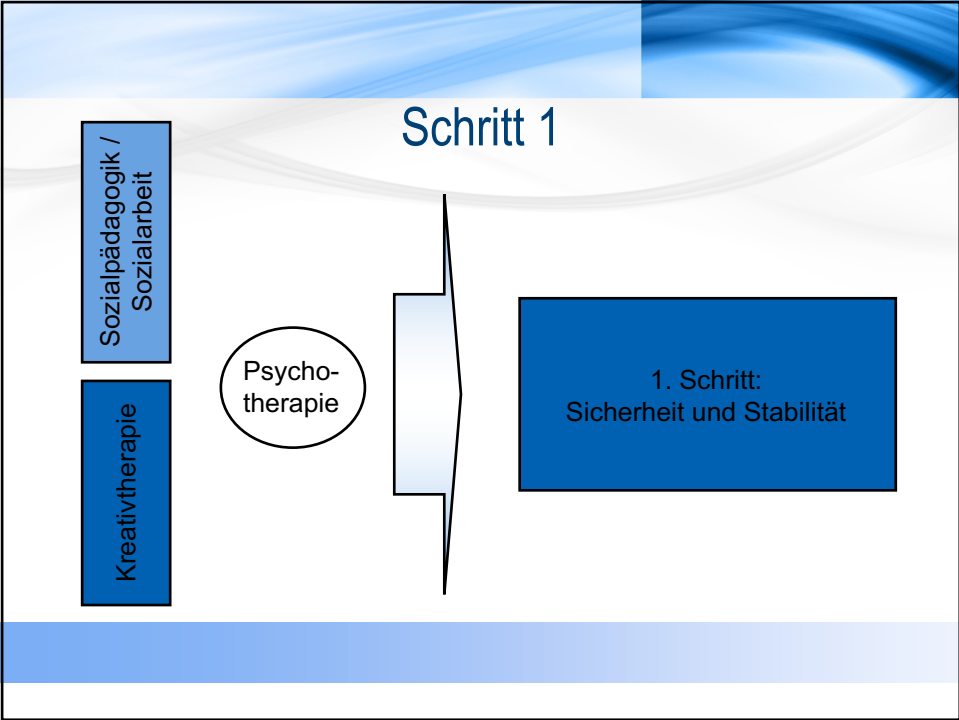 Schritt 1
Sozialpädagogik /
Sozialarbeit
Kreativtherapie
Psycho-
therapie
1. Schritt:
Sicherheit und Stabilität